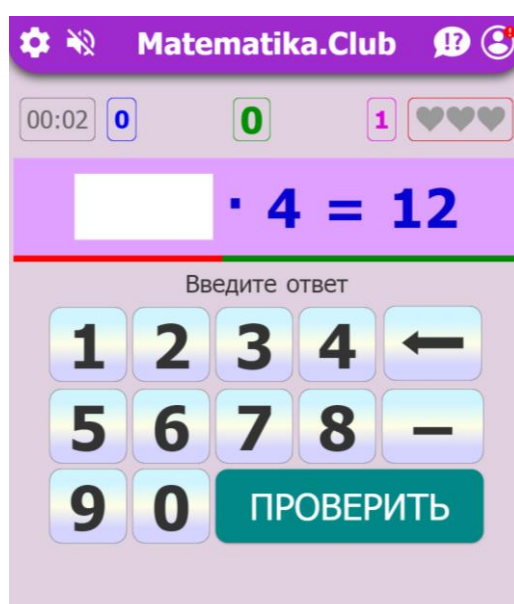 Matematika.Club !?
00:02 0 0 1
· 4 = 12
Введите ответ
1 2 3 4 ←
5 6 7 8 –
9 0 ПРОВЕРИТЬ